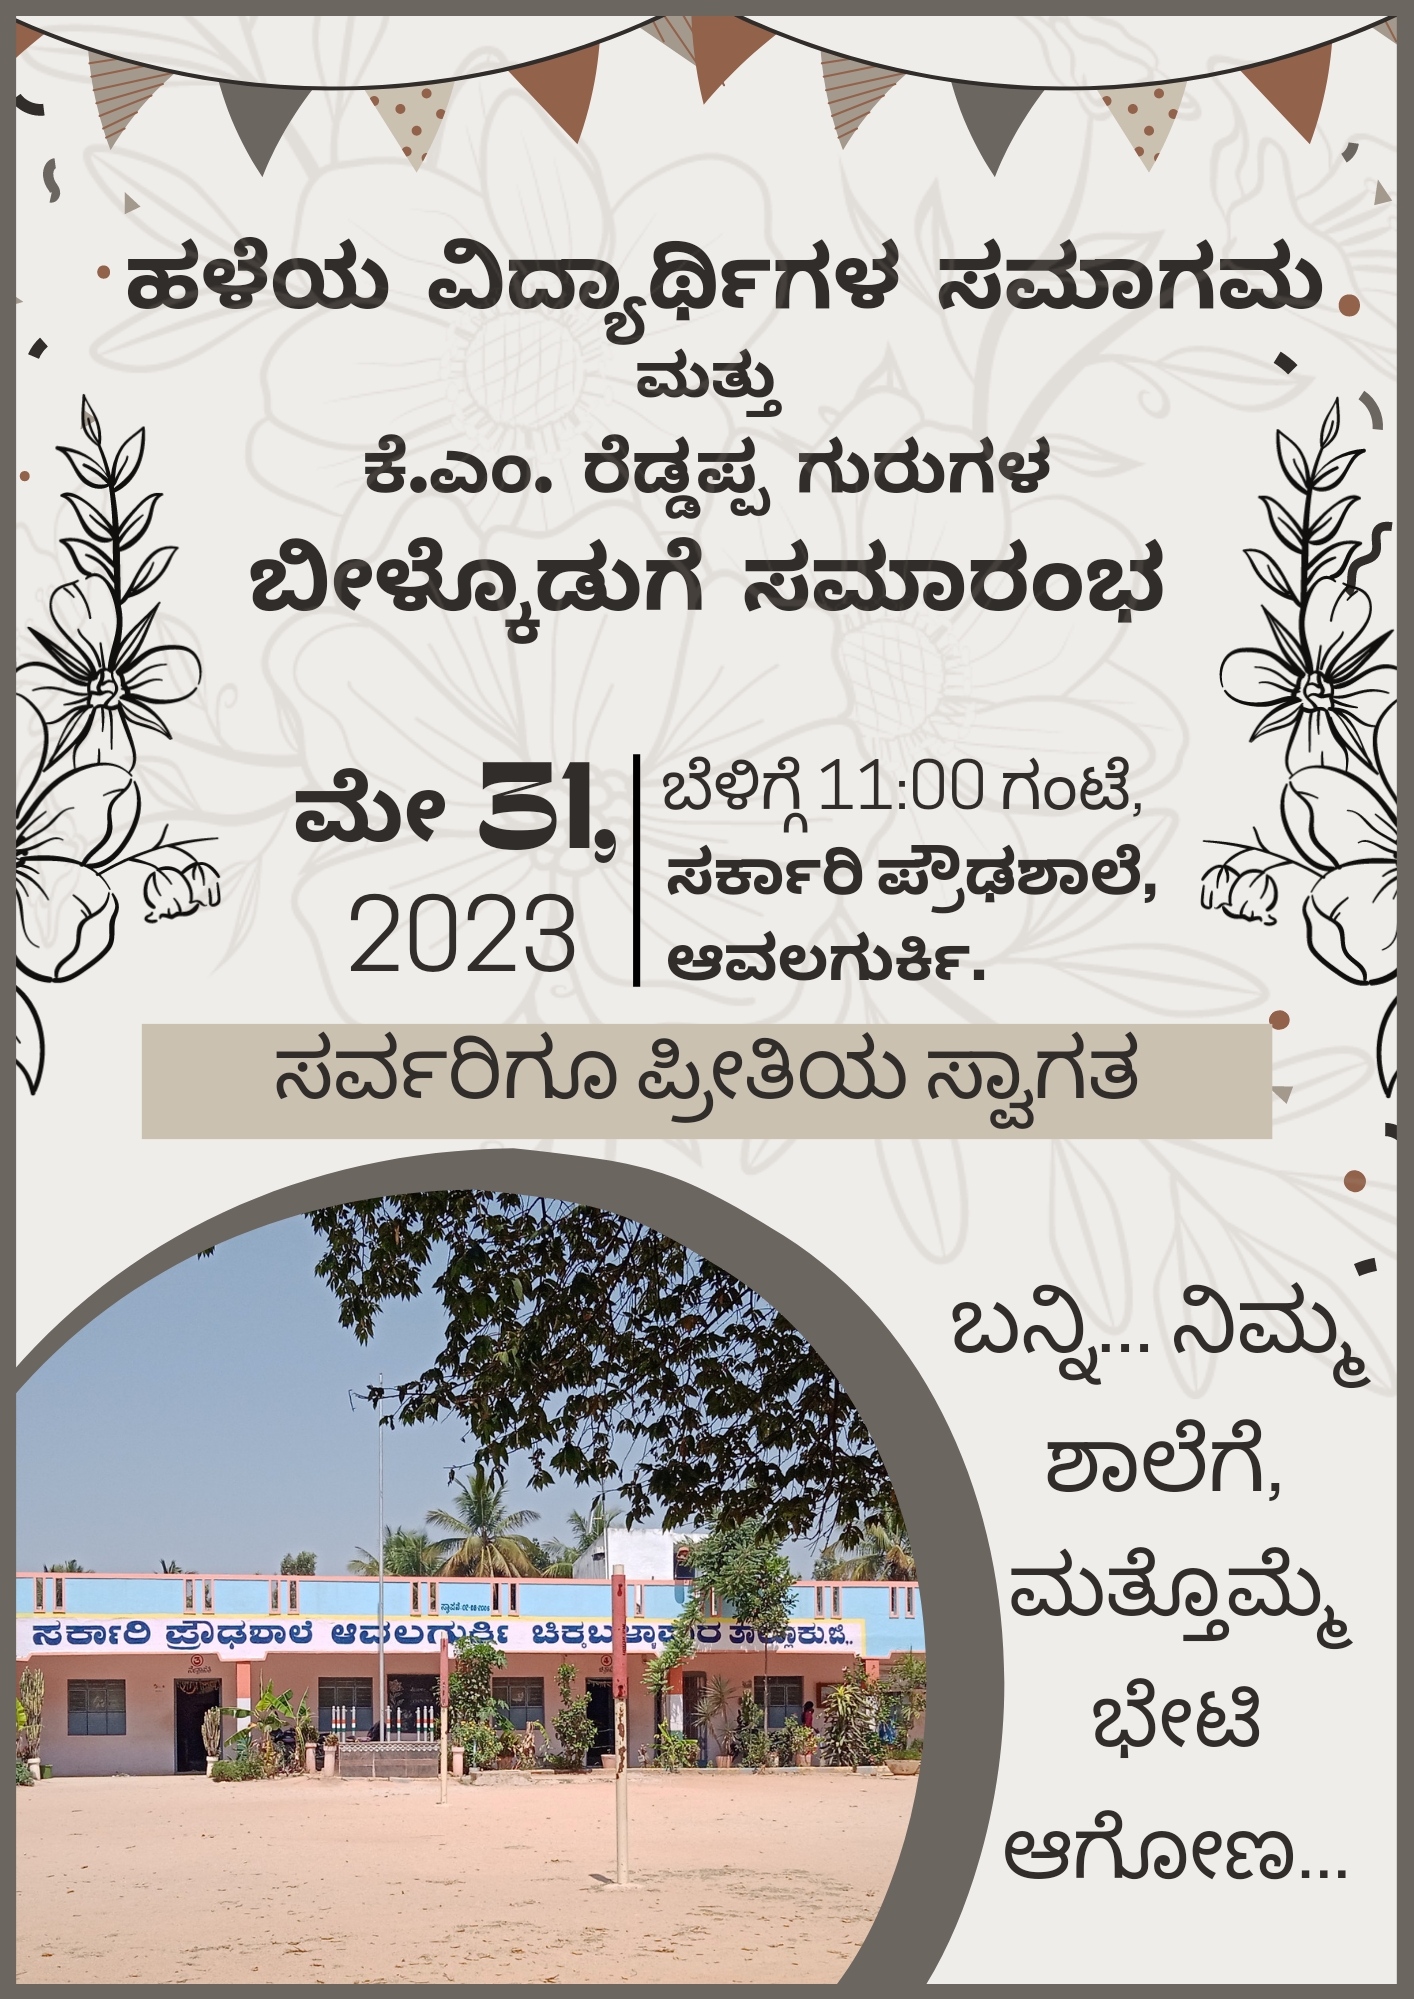 ಹಳೆಯ ವಿದ್ಯಾರ್ಥಿಗಳ ಸಮಾಗಮ
ಮತ್ತು
ಕೆ.ಎಂ. ರೆಡ್ಡಪ್ಪ ಗುರುಗಳ
ಬೀಳ್ಕೊಡುಗೆ ಸಮಾರಂಭ
ಮೇ 31,
2023
ಬೆಳಿಗ್ಗೆ 11:00 ಗಂಟೆ,
ಸರ್ಕಾರಿ ಪ್ರೌಢಶಾಲೆ,
ಆವಲಗುರ್ಕಿ.
ಸರ್ವರಿಗೂ ಪ್ರೀತಿಯ ಸ್ವಾಗತ
ಬನ್ನಿ... ನಿಮ್ಮ
ಶಾಲೆಗೆ,
ಮತ್ತೊಮ್ಮೆ
ಭೇಟಿ
ಆಗೋಣ...
ಸರ್ಕಾರಿ ಪ್ರೌಢಶಾಲೆ ಆವಲಗುರ್ಕಿ ಚಿಕ್ಕಬಳ್ಳಾಪುರ ತಾಲ್ಲೂಕು.ಜಿ.,